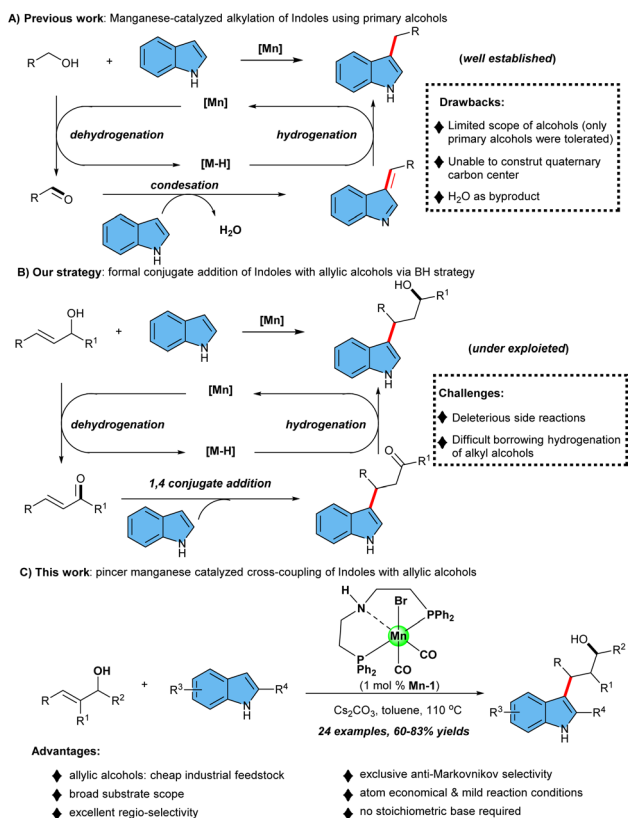 A) Previous work: Manganese-catalyzed alkylation of Indoles using primary alcohols
R OH + N H [Mn] R N H (well established)
Drawbacks:
♦ Limited scope of alcohols (only
primary alcohols were tolerated)
♦ Unable to construt quaternary
carbon center
♦ H2O as byproduct
[Mn]
dehydrogenation hydrogenation
[M-H]
R O condesation R N
N H H2O
B) Our strategy: formal conjugate addition of Indoles with allylic alcohols via BH strategy
OH R R1 + N H [Mn] HO R1 R N H (under exploieted)
Challenges:
♦ Deleterious side reactions
♦ Difficult borrowing hydrogenation
of alkyl alcohols
[Mn]
dehydrogenation hydrogenation
[M-H]
O R R1 1,4 conjugate addition O R R1 N H
N H
C) This work: pincer manganese catalyzed cross-coupling of Indoles with allylic alcohols
H N Br PPh2
Mn
P Ph2 CO CO
OH R R2 R1 + R3 R4 N H (1 mol % Mn-1) HO R2 R R1 R3 R4 N H
Cs2CO3, toluene, 110 oC
24 examples, 60-83% yields
Advantages:
♦ allylic alcohols: cheap industrial feedstock
♦ broad substrate scope
♦ excellent regio-selectivity
♦ exclusive anti-Markovnikov selectivity
♦ atom economical & mild reaction conditions
♦ no stoichiometric base required